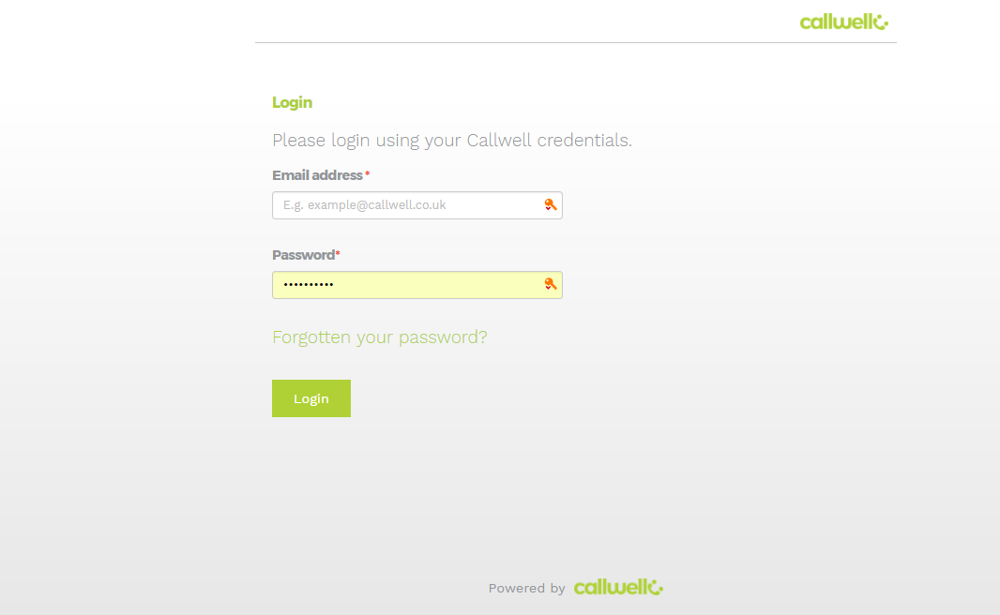 callwell
Login
Please login using your Callwell credentials.
Email address *
E.g. example@callwell.co.uk
Password*
••••••••••
Forgotten your password?
Login
Powered by callwell